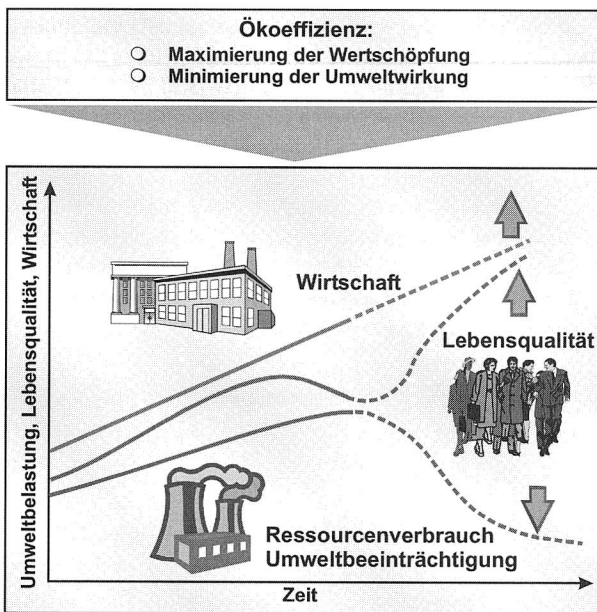 Ökoeffizienz:
Maximierung der Wertschöpfung
Minimierung der Umweltwirkung
Umweltbelastung, Lebensqualität, Wirtschaft
Wirtschaft
Lebensqualität
Ressourcenverbrauch
Umweltbeeinträchtigung
Zeit